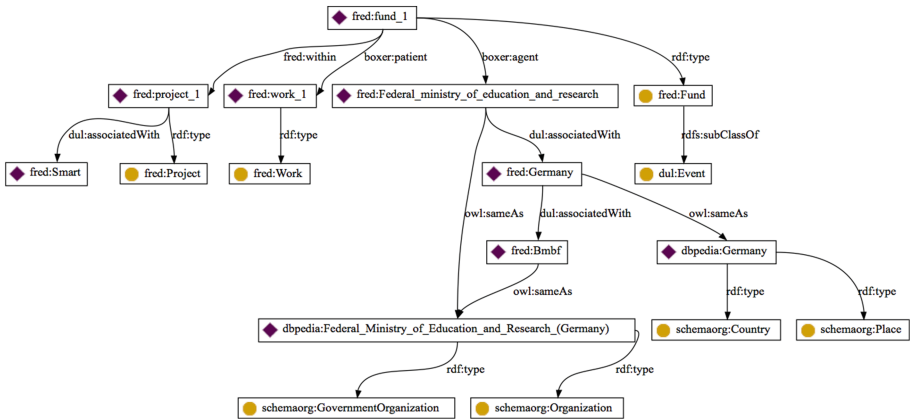 fred:fund_1
fred:within
boxer:patient
boxer:agent
rdf:type
fred:project_1
fred:work_1
fred:Federal_ministry_of_education_and_research
fred:Fund
dul:associatedWith
rdf:type
rdf:type
dul:associatedWith
rdfs:subClassOf
fred:Smart
fred:Project
fred:Work
fred:Germany
dul:Event
owl:sameAs
dul:associatedWith
owl:sameAs
fred:Bmbf
dbpedia:Germany
owl:sameAs
rdf:type
rdf:type
dbpedia:Federal_Ministry_of_Education_and_Research_(Germany)
schemaorg:Country
schemaorg:Place
rdf:type
rdf:type
schemaorg:GovernmentOrganization
schemaorg:Organization